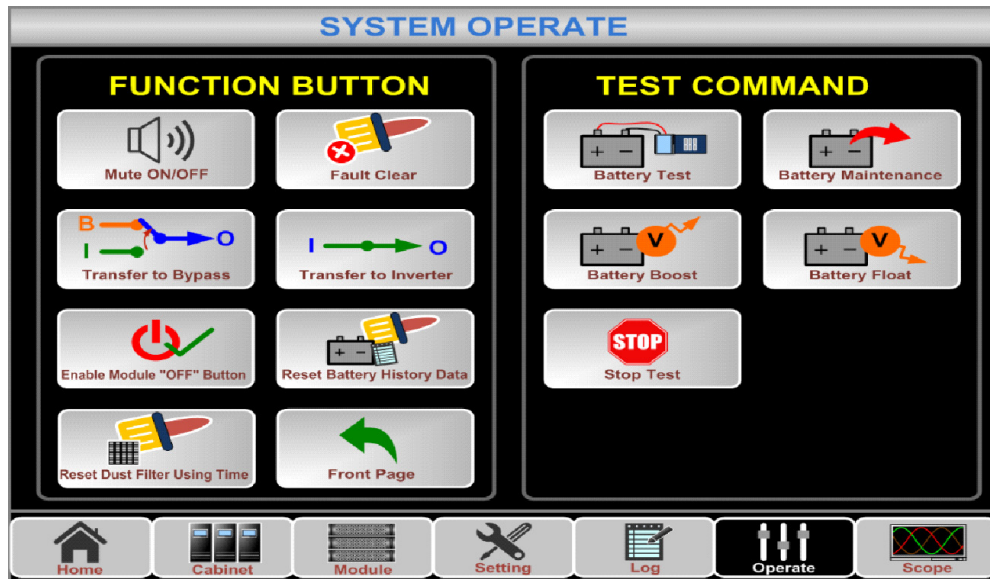 SYSTEM OPERATE
FUNCTION BUTTON
Mute ON/OFF
Fault Clear
B
I
O
Transfer to Bypass
I
O
Transfer to Inverter
Enable Module "OFF" Button
+ -
Reset Battery History Data
Reset Dust Filter Using Time
Front Page
TEST COMMAND
+ -
888
Battery Test
+ -
Battery Maintenance
+ -
V
Battery Boost
+ -
V
Battery Float
STOP
Stop Test
Home
Cabinet
Module
Setting
Log
Operate
Scope